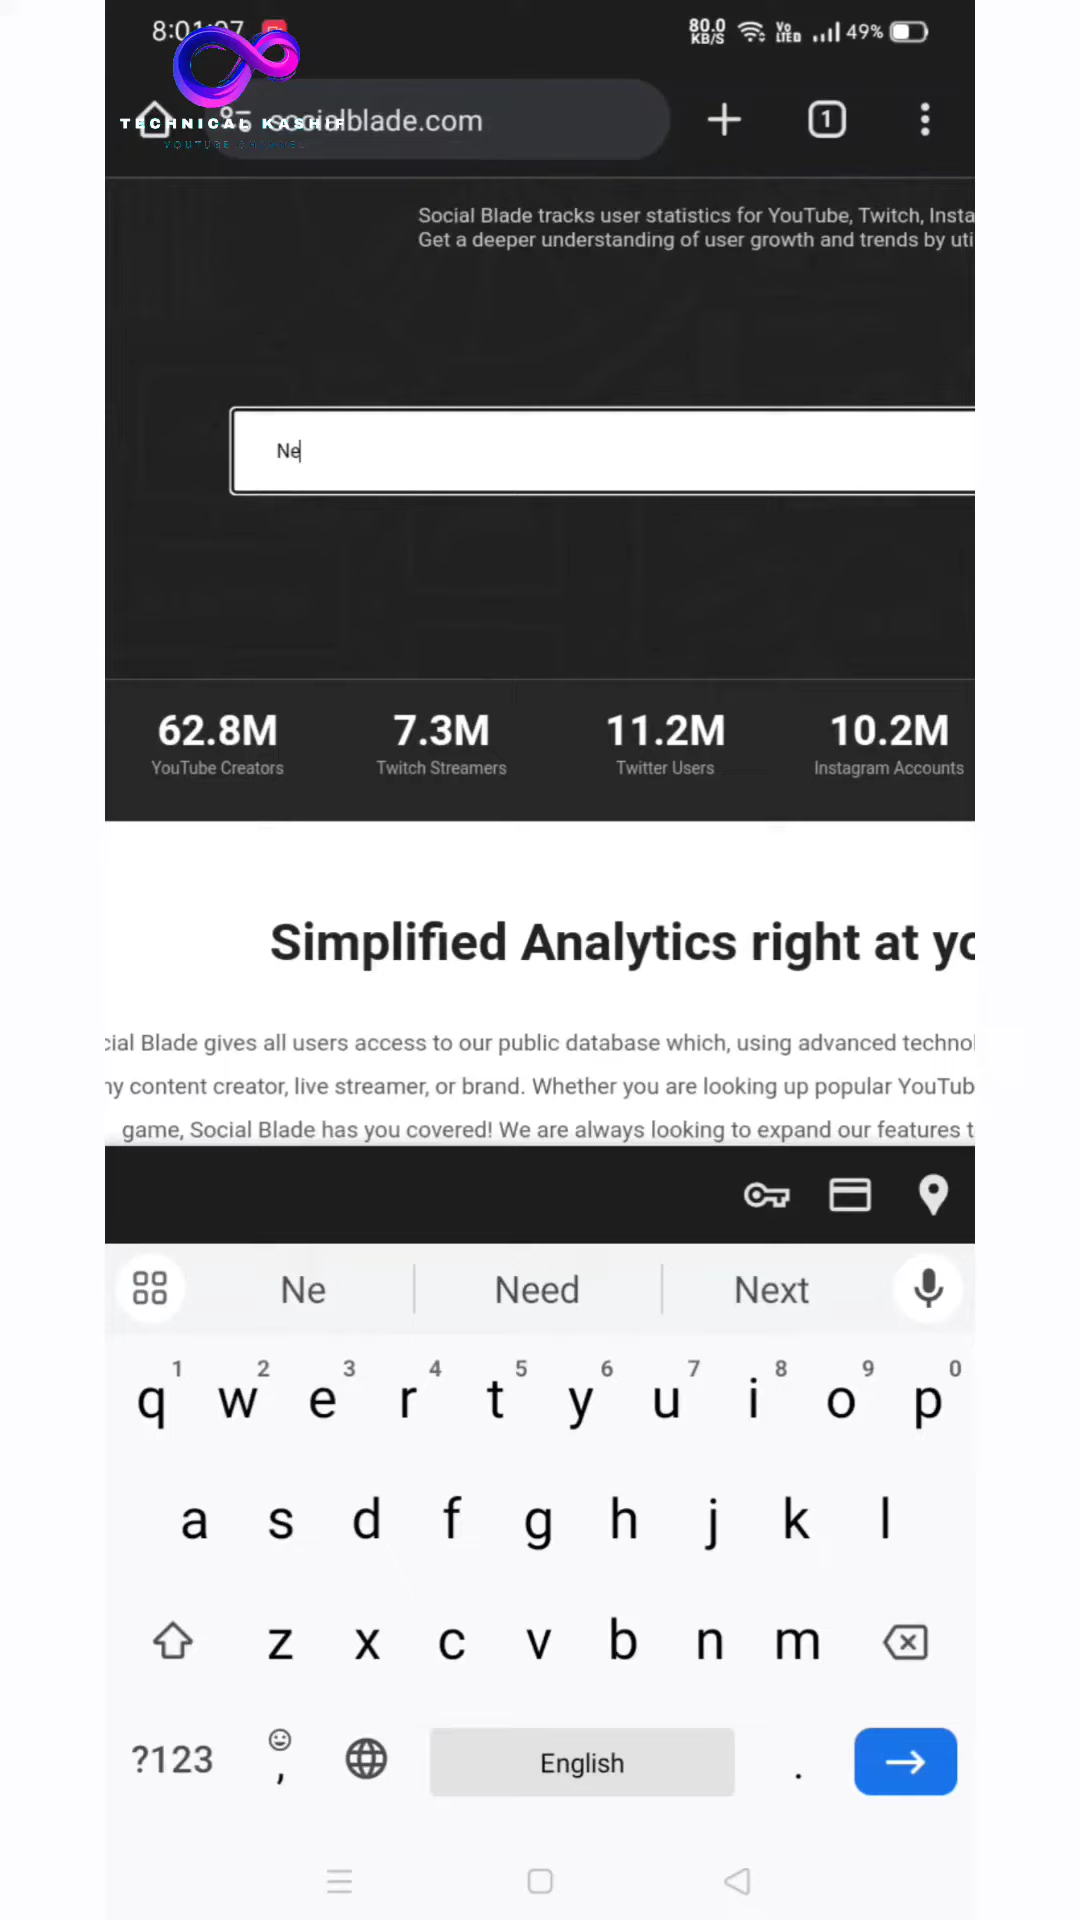 8:01:07
80.0 KB/S
Vo LTED
49%
TECHNICAL KASHIF
YOUTUBE CHANNEL
socialblade.com
1
Social Blade tracks user statistics for YouTube, Twitch, Insta
Get a deeper understanding of user growth and trends by uti
Ne
62.8M 7.3M 11.2M 10.2M
YouTube Creators Twitch Streamers Twitter Users Instagram Accounts
Simplified Analytics right at yo
cial Blade gives all users access to our public database which, using advanced technol
ny content creator, live streamer, or brand. Whether you are looking up popular YouTub
game, Social Blade has you covered! We are always looking to expand our features t
Ne Need Next
1 2 3 4 5 6 7 8 9 0
q w e r t y u i o p
a s d f g h j k l
z x c v b n m
?123 , English .